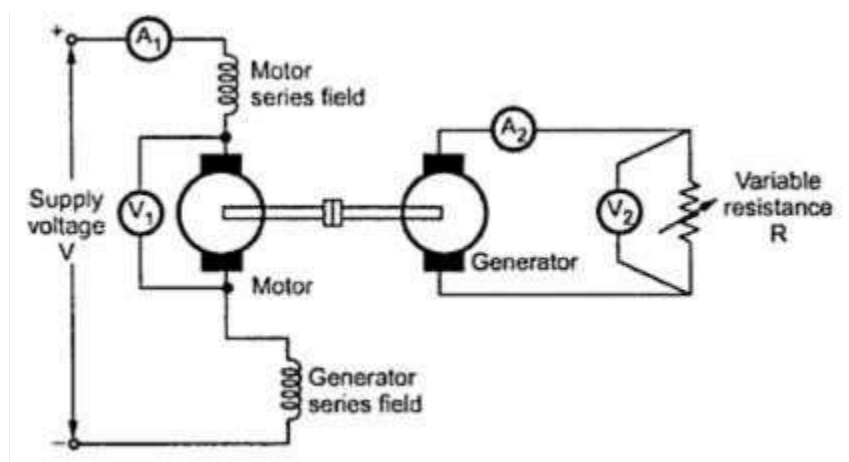 +
A1
Motor
series field
A2
Supply
voltage
V
V1
V2
Variable
resistance
R
Generator
Motor
Generator
series field
−